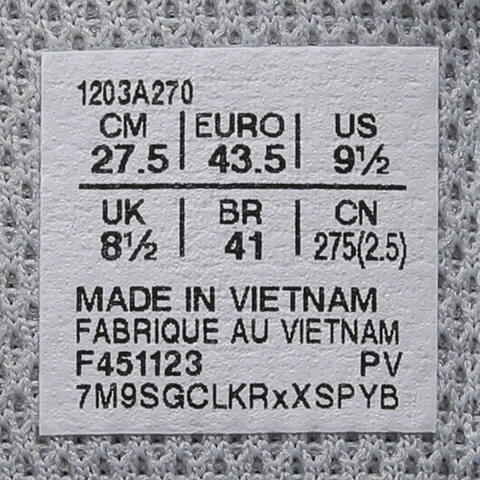 1203A270
CM EURO US
27.5 43.5 9½
UK BR CN
8½ 41 275(2.5)
MADE IN VIETNAM
FABRIQUE AU VIETNAM
F451123 PV
7M9SGCLKRxXSPYB